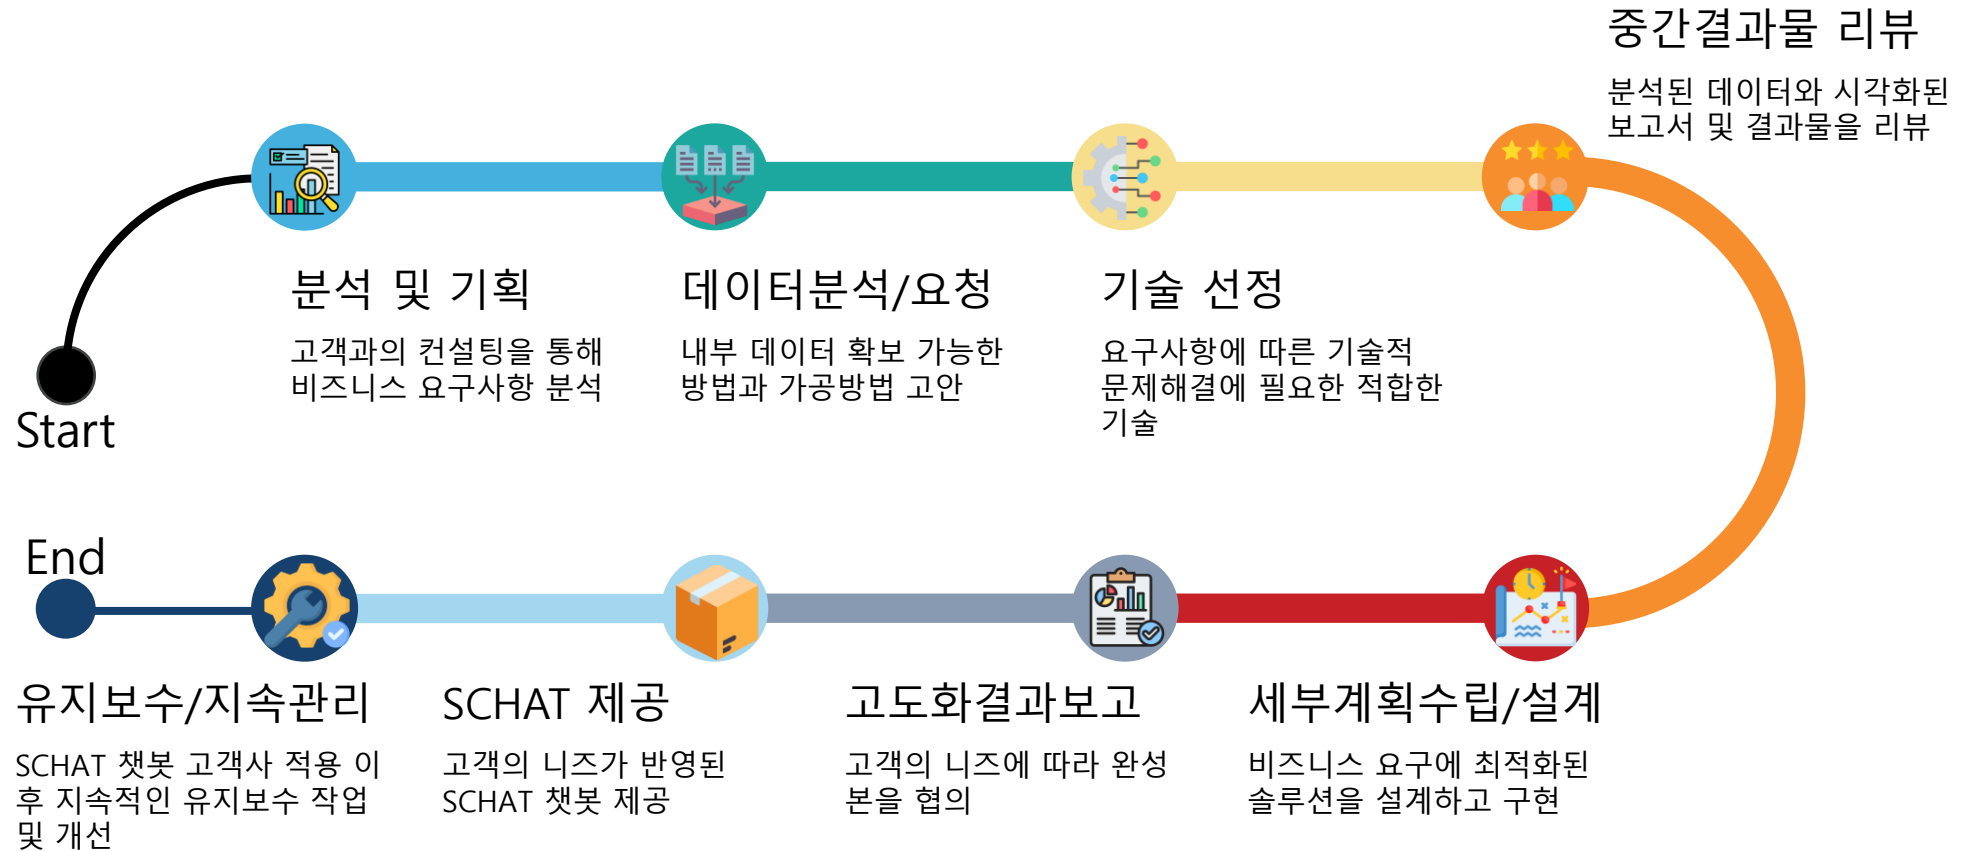 중간결과물 리뷰
분석된 데이터와 시각화된
보고서 및 결과물을 리뷰
분석 및 기획
고객과의 컨설팅을 통해
비즈니스 요구사항 분석
데이터분석/요청
내부 데이터 확보 가능한
방법과 가공방법 고안
기술 선정
요구사항에 따른 기술적
문제해결에 필요한 적합한
기술
Start
End
유지보수/지속관리
SCHAT 챗봇 고객사 적용 이
후 지속적인 유지보수 작업
및 개선
SCHAT 제공
고객의 니즈가 반영된
SCHAT 챗봇 제공
고도화결과보고
고객의 니즈에 따라 완성
본을 협의
세부계획수립/설계
비즈니스 요구에 최적화된
솔루션을 설계하고 구현